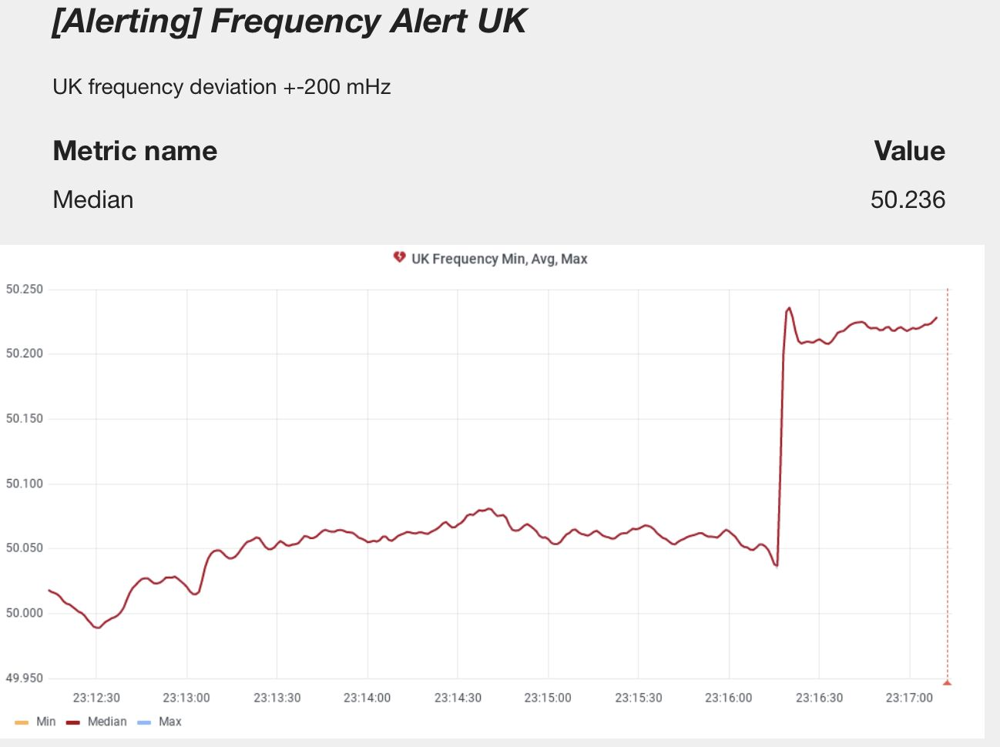 [Alerting] Frequency Alert UK
UK frequency deviation +-200 mHz
Metric name Value
Median 50.236
UK Frequency Min, Avg, Max
50.250
50.200
50.150
50.100
50.050
50.000
49.950
23:12:30 23:13:00 23:13:30 23:14:00 23:14:30 23:15:00 23:15:30 23:16:00 23:16:30 23:17:00
Min Median Max